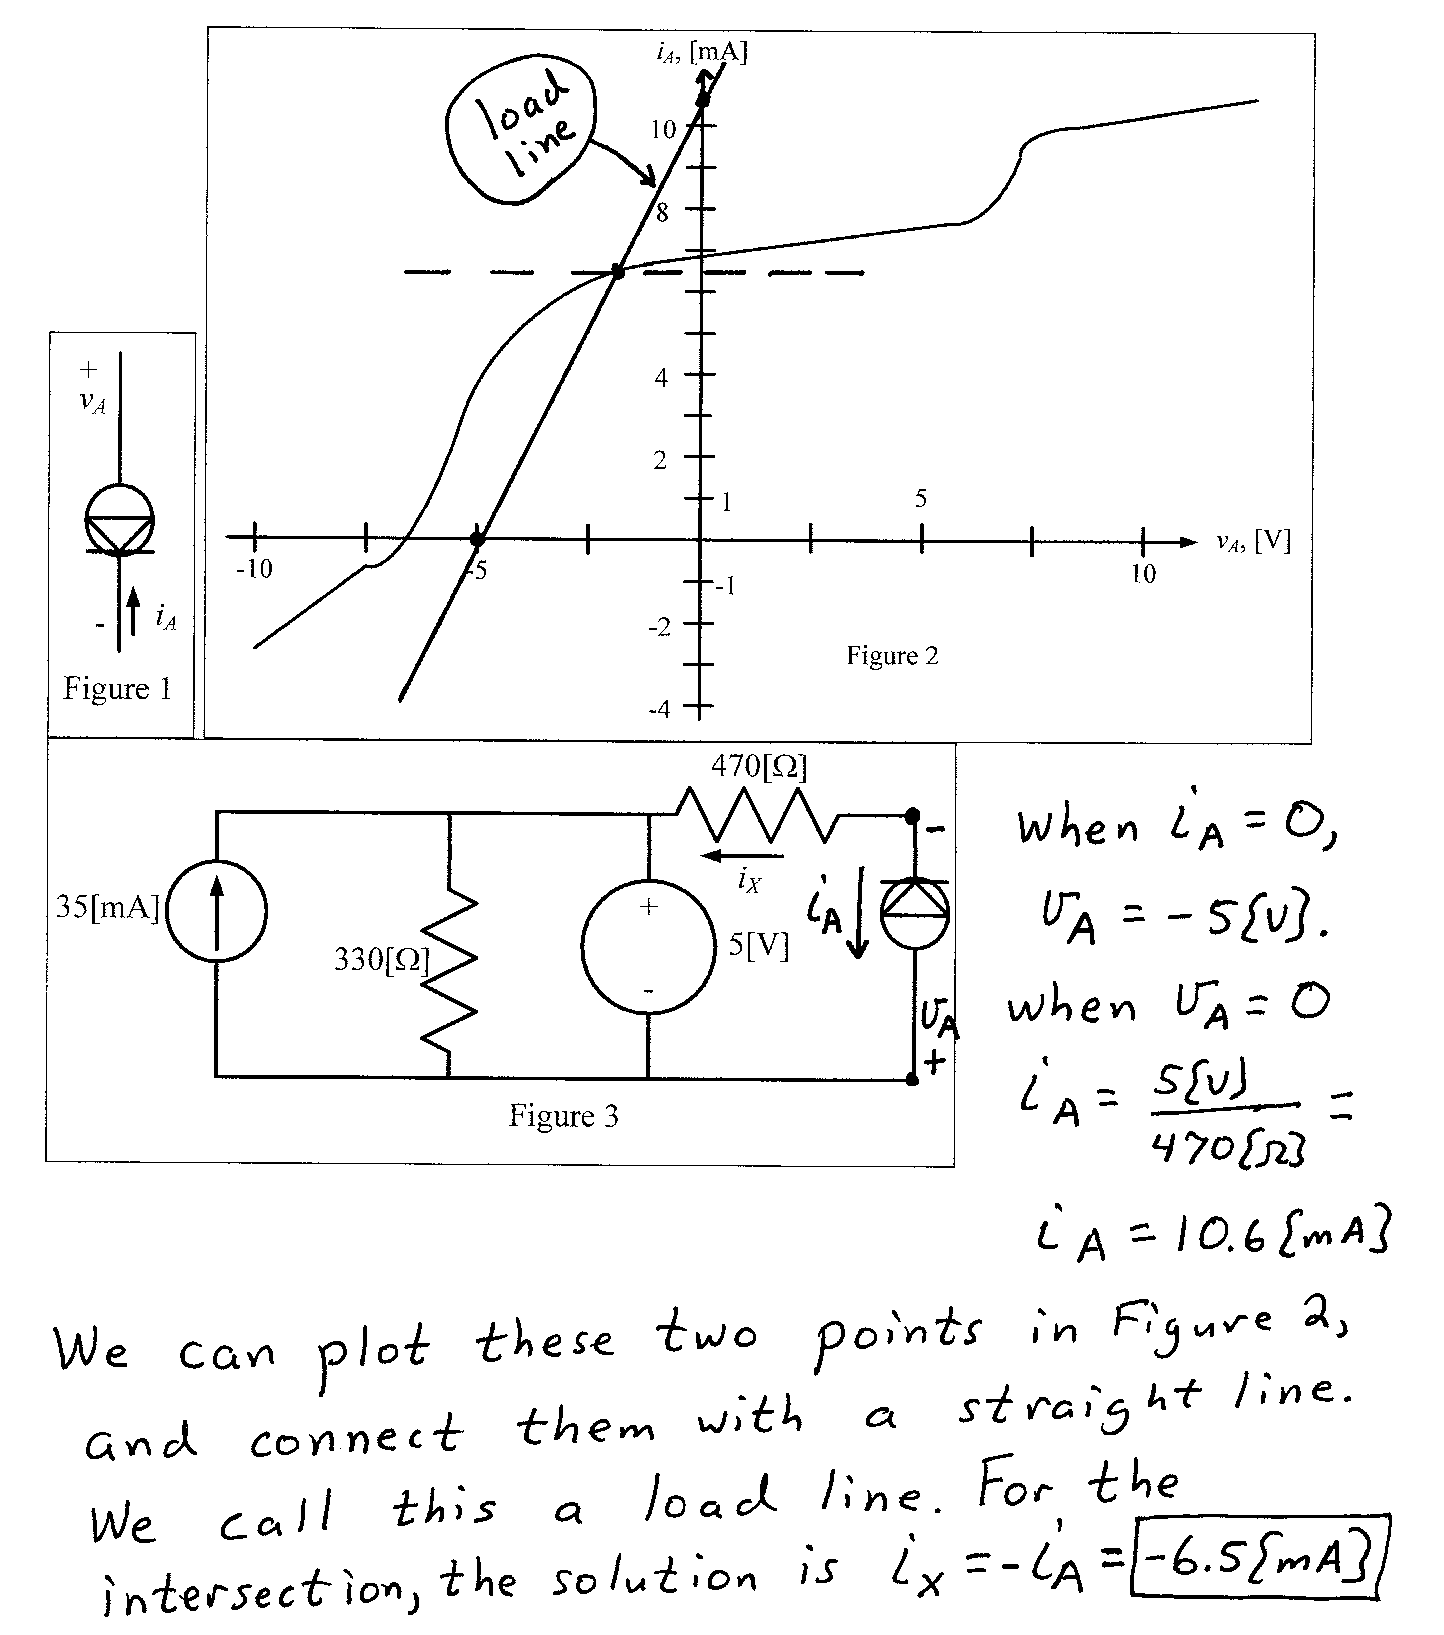 iA, [mA]
load
line
10
8
4
2
1
5
-10
-5
10
vA, [V]
-1
-2
-4
Figure 2
+
vA
-
iA
Figure 1
470[Ω]
iX
35[mA]
330[Ω]
+
5[V]
-
iA
-
vA
+
Figure 3
when iA = 0,
vA = -5[V].
when vA = 0
iA = 5[V] / 470[Ω] =
iA = 10.6[mA]
We can plot these two points in Figure 2,
and connect them with a straight line.
We call this a load line. For the
intersection, the solution is iX = -iA = -6.5[mA]